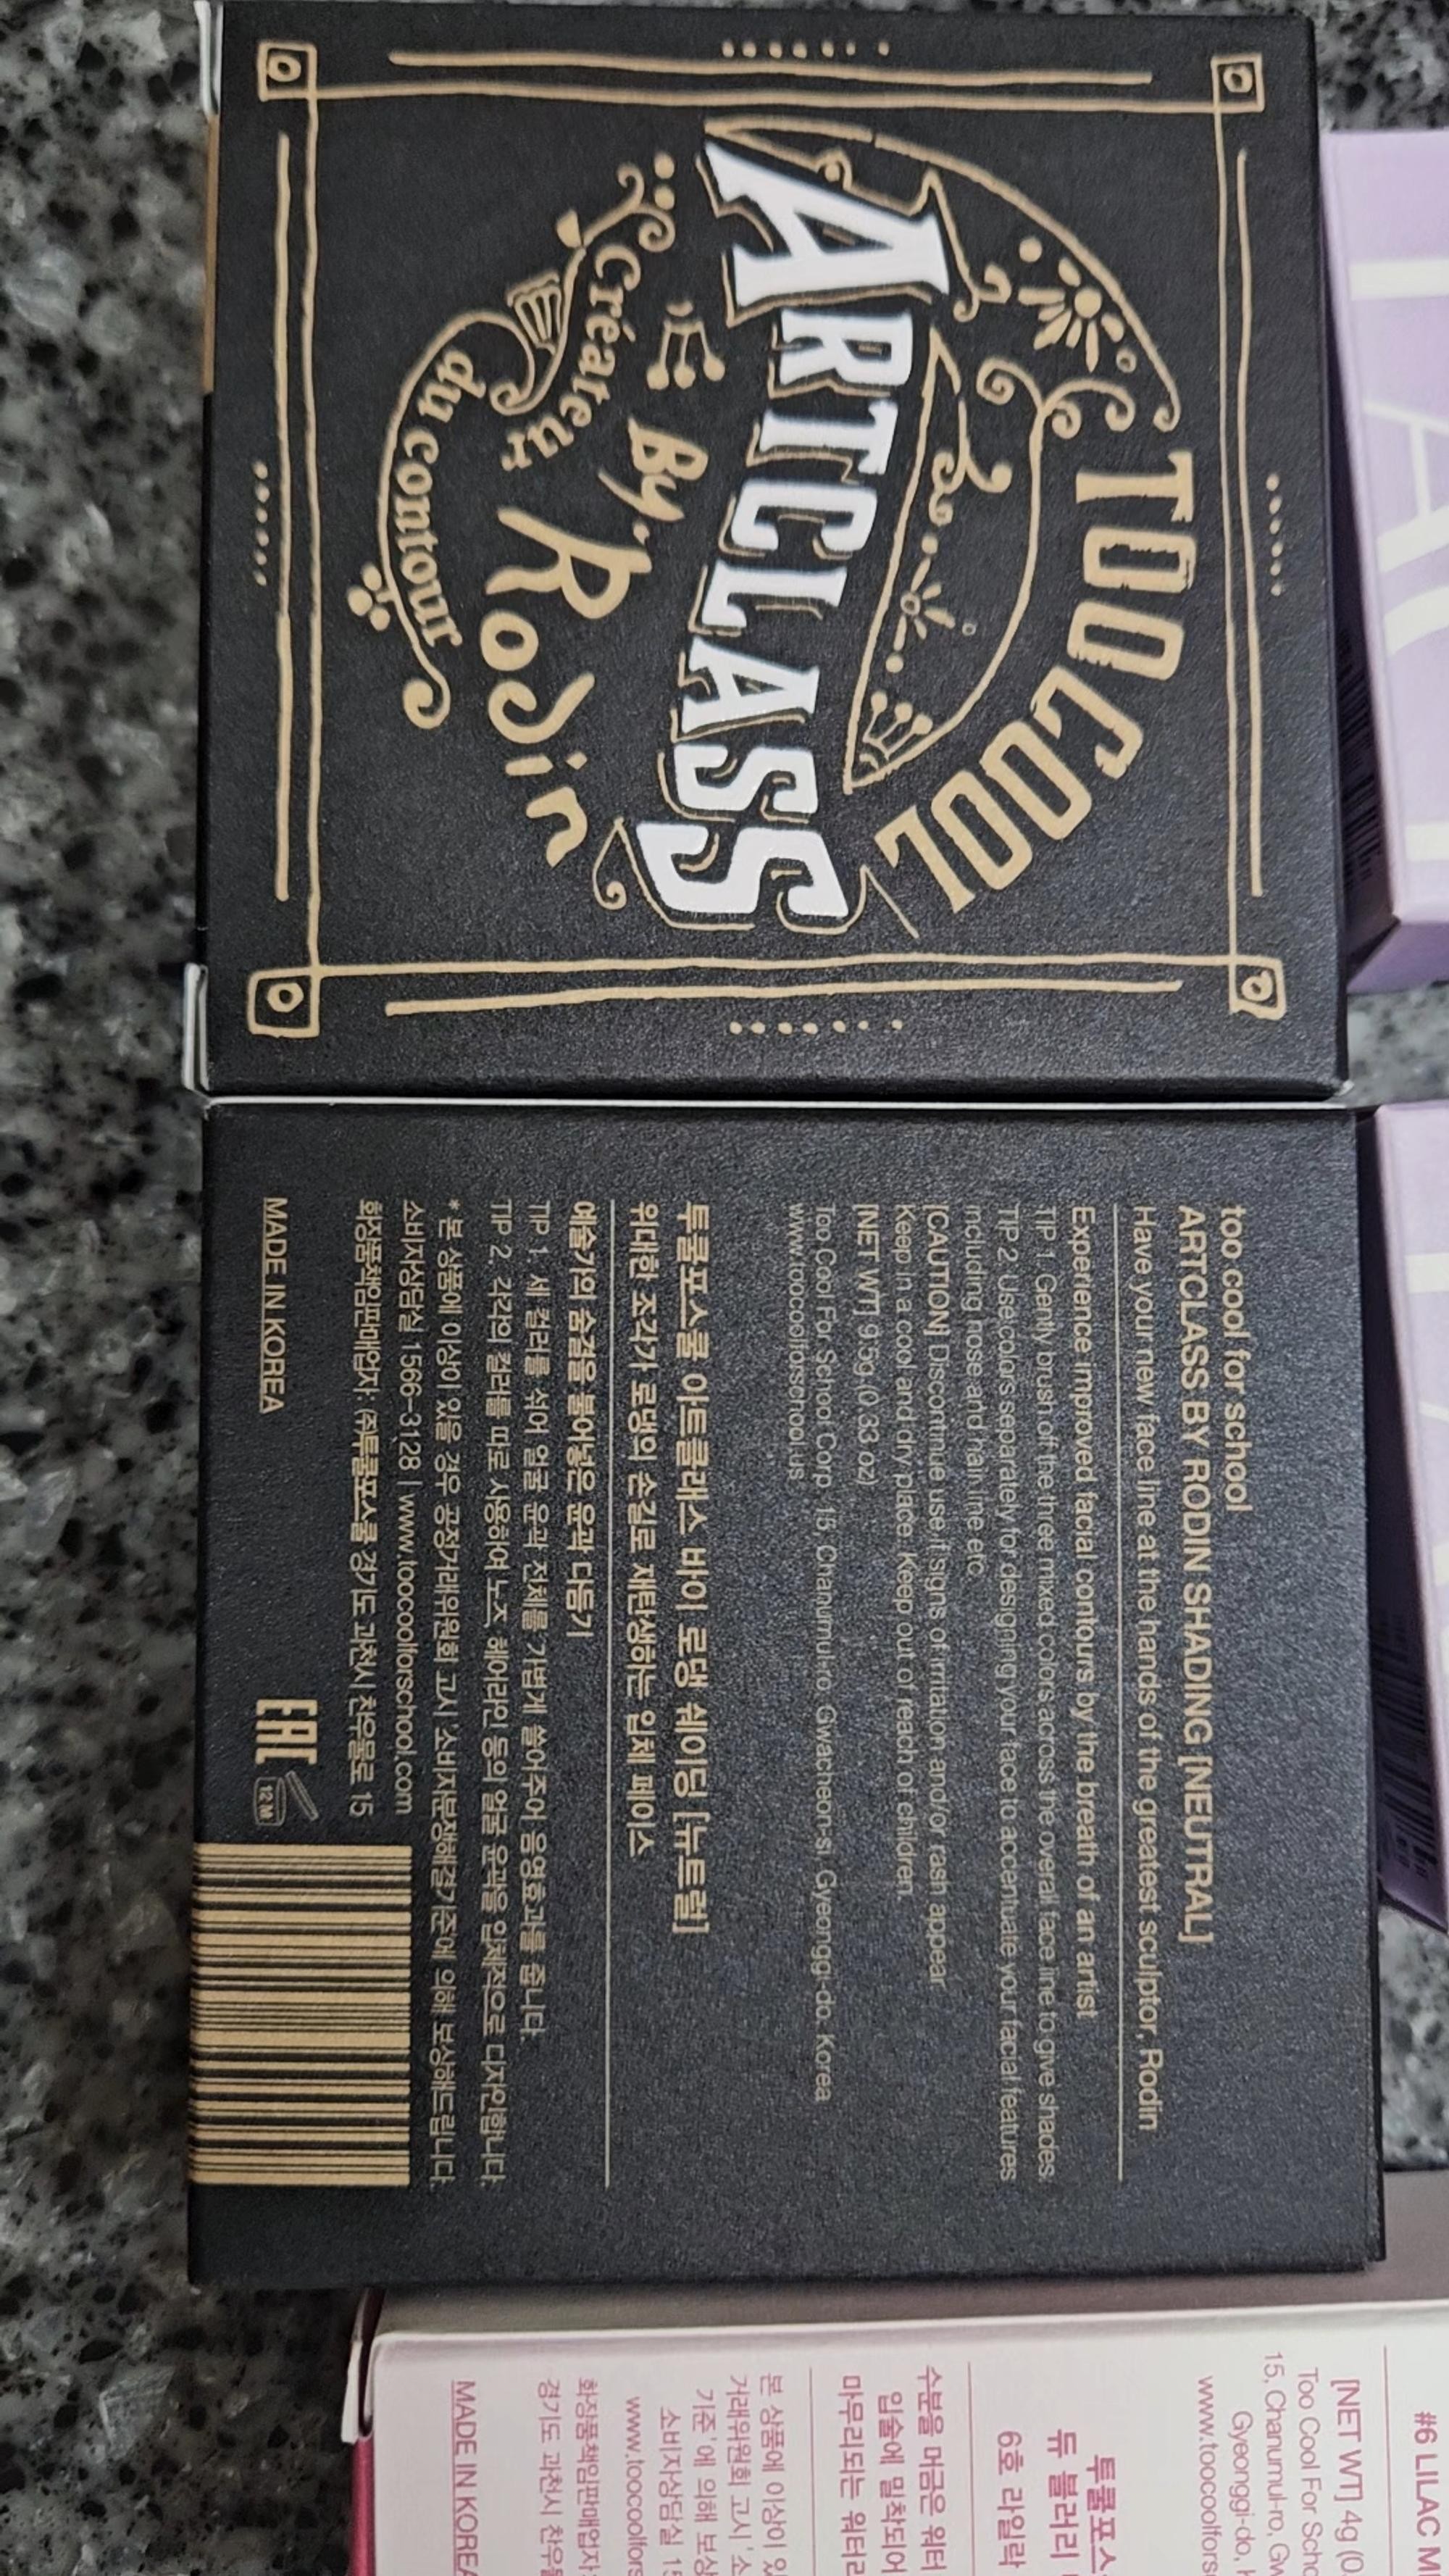 TOO COOL
ARTCLASS
BY.
Rodin
Créateur
du contour
too cool for school
ARTCLASS BY RODIN SHADING [NEUTRAL]
Have your new face line at the hands of the greatest sculptor, Rodin
Experience improved facial contours by the breath of an artist
TIP 1. Gently brush off the three mixed colors across the overall face line to give shades.
TIP 2. Use colors separately for designing your face to accentuate your facial features
including nose and hair line, etc.
[CAUTION] Discontinue use if signs of irritation and/or rash appear.
Keep in a cool and dry place. Keep out of reach of children.
[NET WT.] 9.5g (0.33 oz)
Too Cool For School Corp. 15, Chanumul-ro, Gwacheon-si, Gyeonggi-do, Korea
www.toocoolforschool.us
투쿨포스쿨 아트클래스 바이 로댕 쉐이딩 [뉴트럴]
위대한 조각가 로댕의 손길로 재탄생하는 입체 페이스
예술가의 숨결을 불어넣은 윤곽 다듬기
TIP 1. 세 컬러를 섞어 얼굴 윤곽 전체를 가볍게 쓸어주어 음영효과를 줍니다.
TIP 2. 각각의 컬러를 따로 사용하여 노즈, 헤어라인 등의 얼굴 윤곽을 입체적으로 디자인합니다.
* 본 상품에 이상이 있을 경우 공정거래위원회 고시 '소비자분쟁해결기준'에 의해 보상해드립니다.
소비자상담실 1566-3128 | www.toocoolforschool.com
화장품책임판매업자 : ㈜투쿨포스쿨 경기도 과천시 찬우물로 15
MADE IN KOREA
EAC
12 M
#6 LILAC
[NET WT.] 4g
Too Cool For
15, Chanumul-ro,
Gyeonggi-do,
투쿨포스
듀 블러리
6호 라일락
수분을 머금은 워터
입술에 밀착되어
마무리되는 워터
본 상품에 이상이
거래위원회 고시
기준'에 의해 보상
소비자상담실
www.toocoolfors
화장품책임판매업자
경기도 과천시
MADE IN KOREA